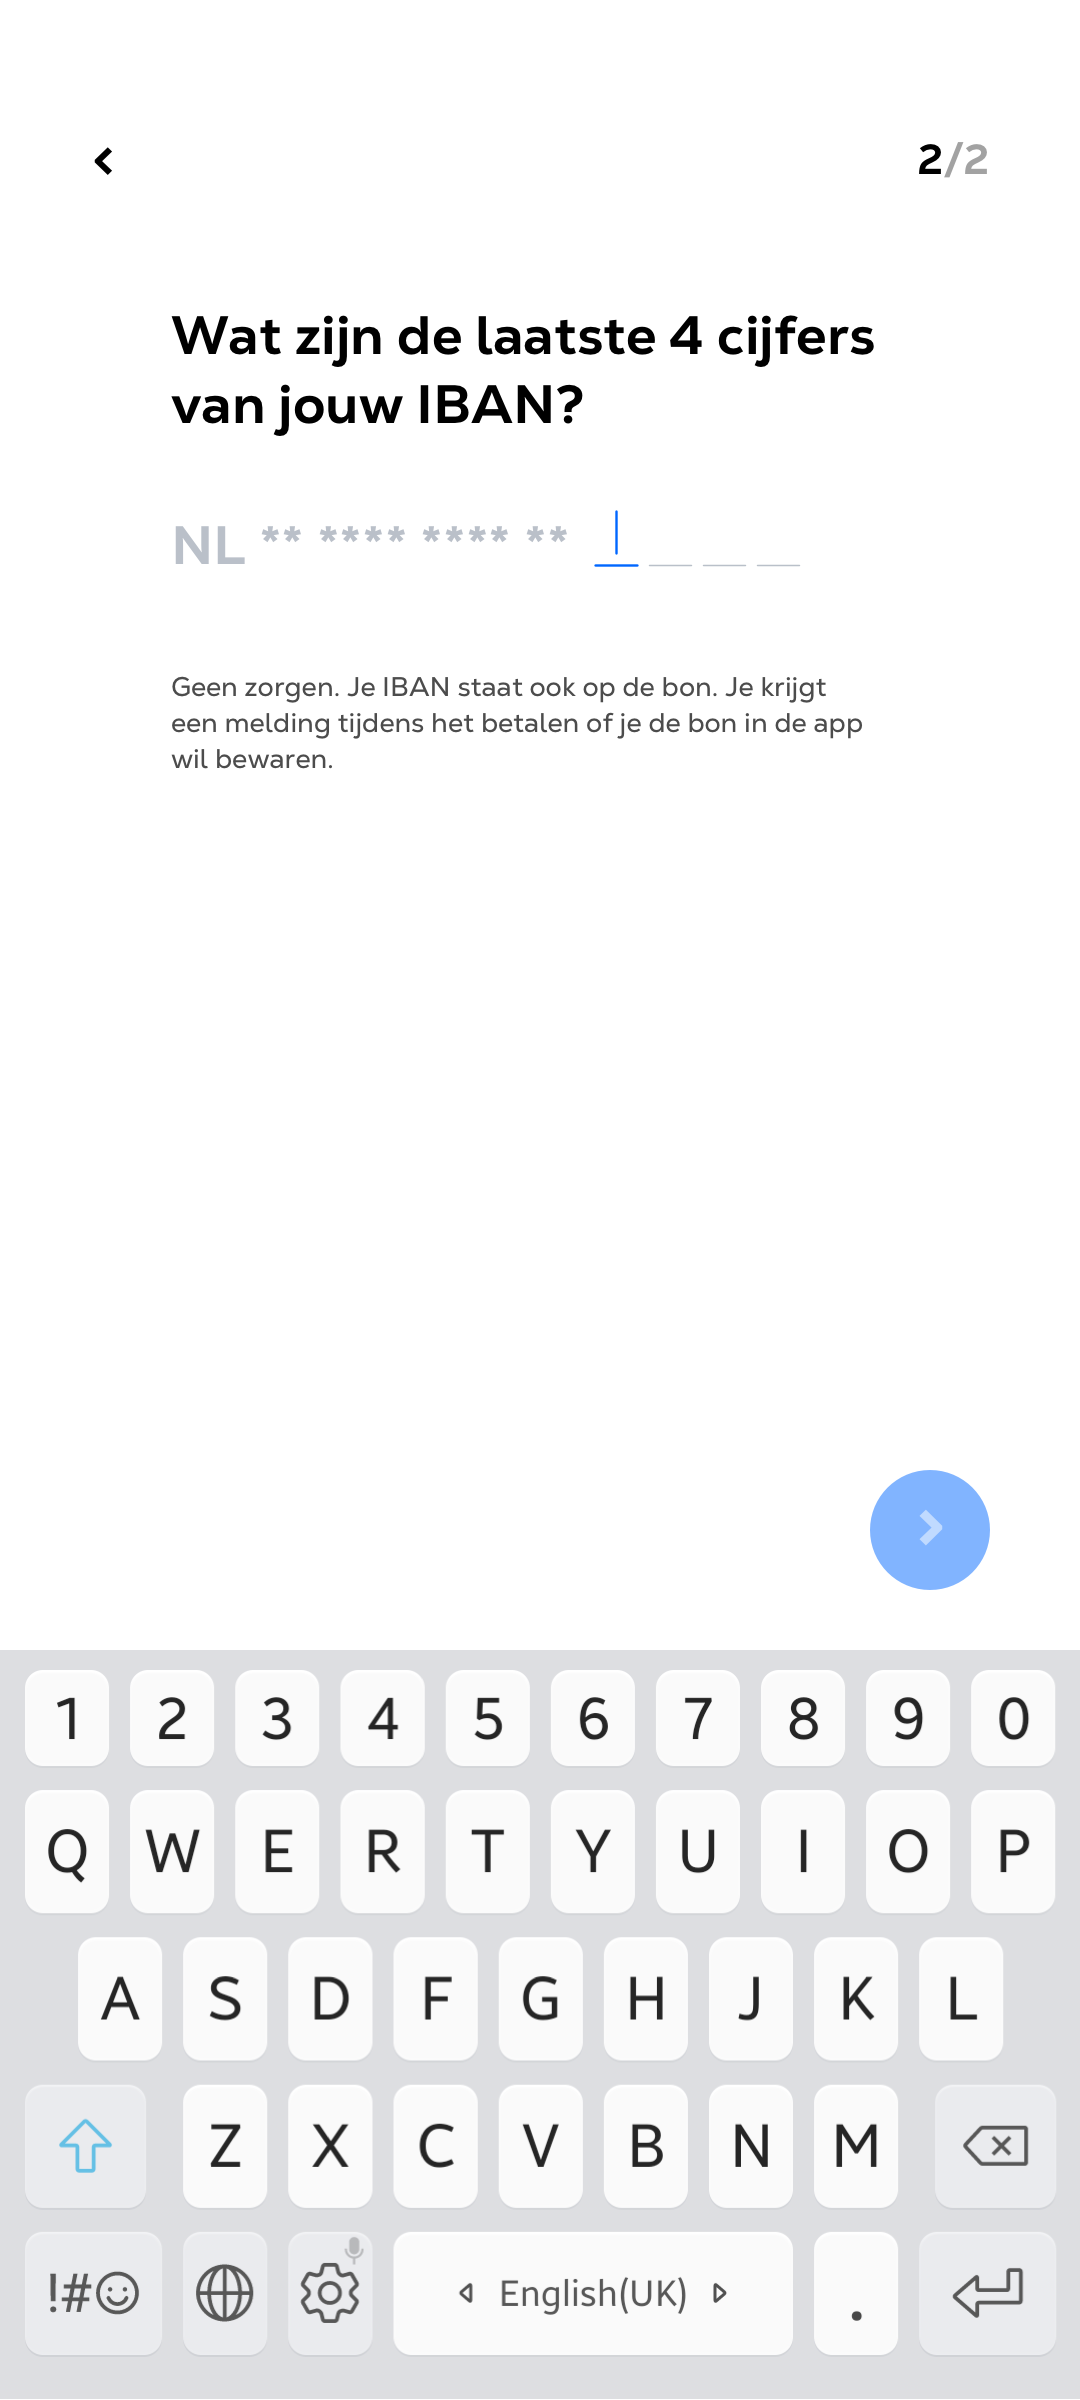 2/2
Wat zijn de laatste 4 cijfers
van jouw IBAN?
NL ** **** **** **
Geen zorgen. Je IBAN staat ook op de bon. Je krijgt
een melding tijdens het betalen of je de bon in de app
wil bewaren.
1 2 3 4 5 6 7 8 9 0
Q W E R T Y U I O P
A S D F G H J K L
Z X C V B N M
!#☺ English(UK) .